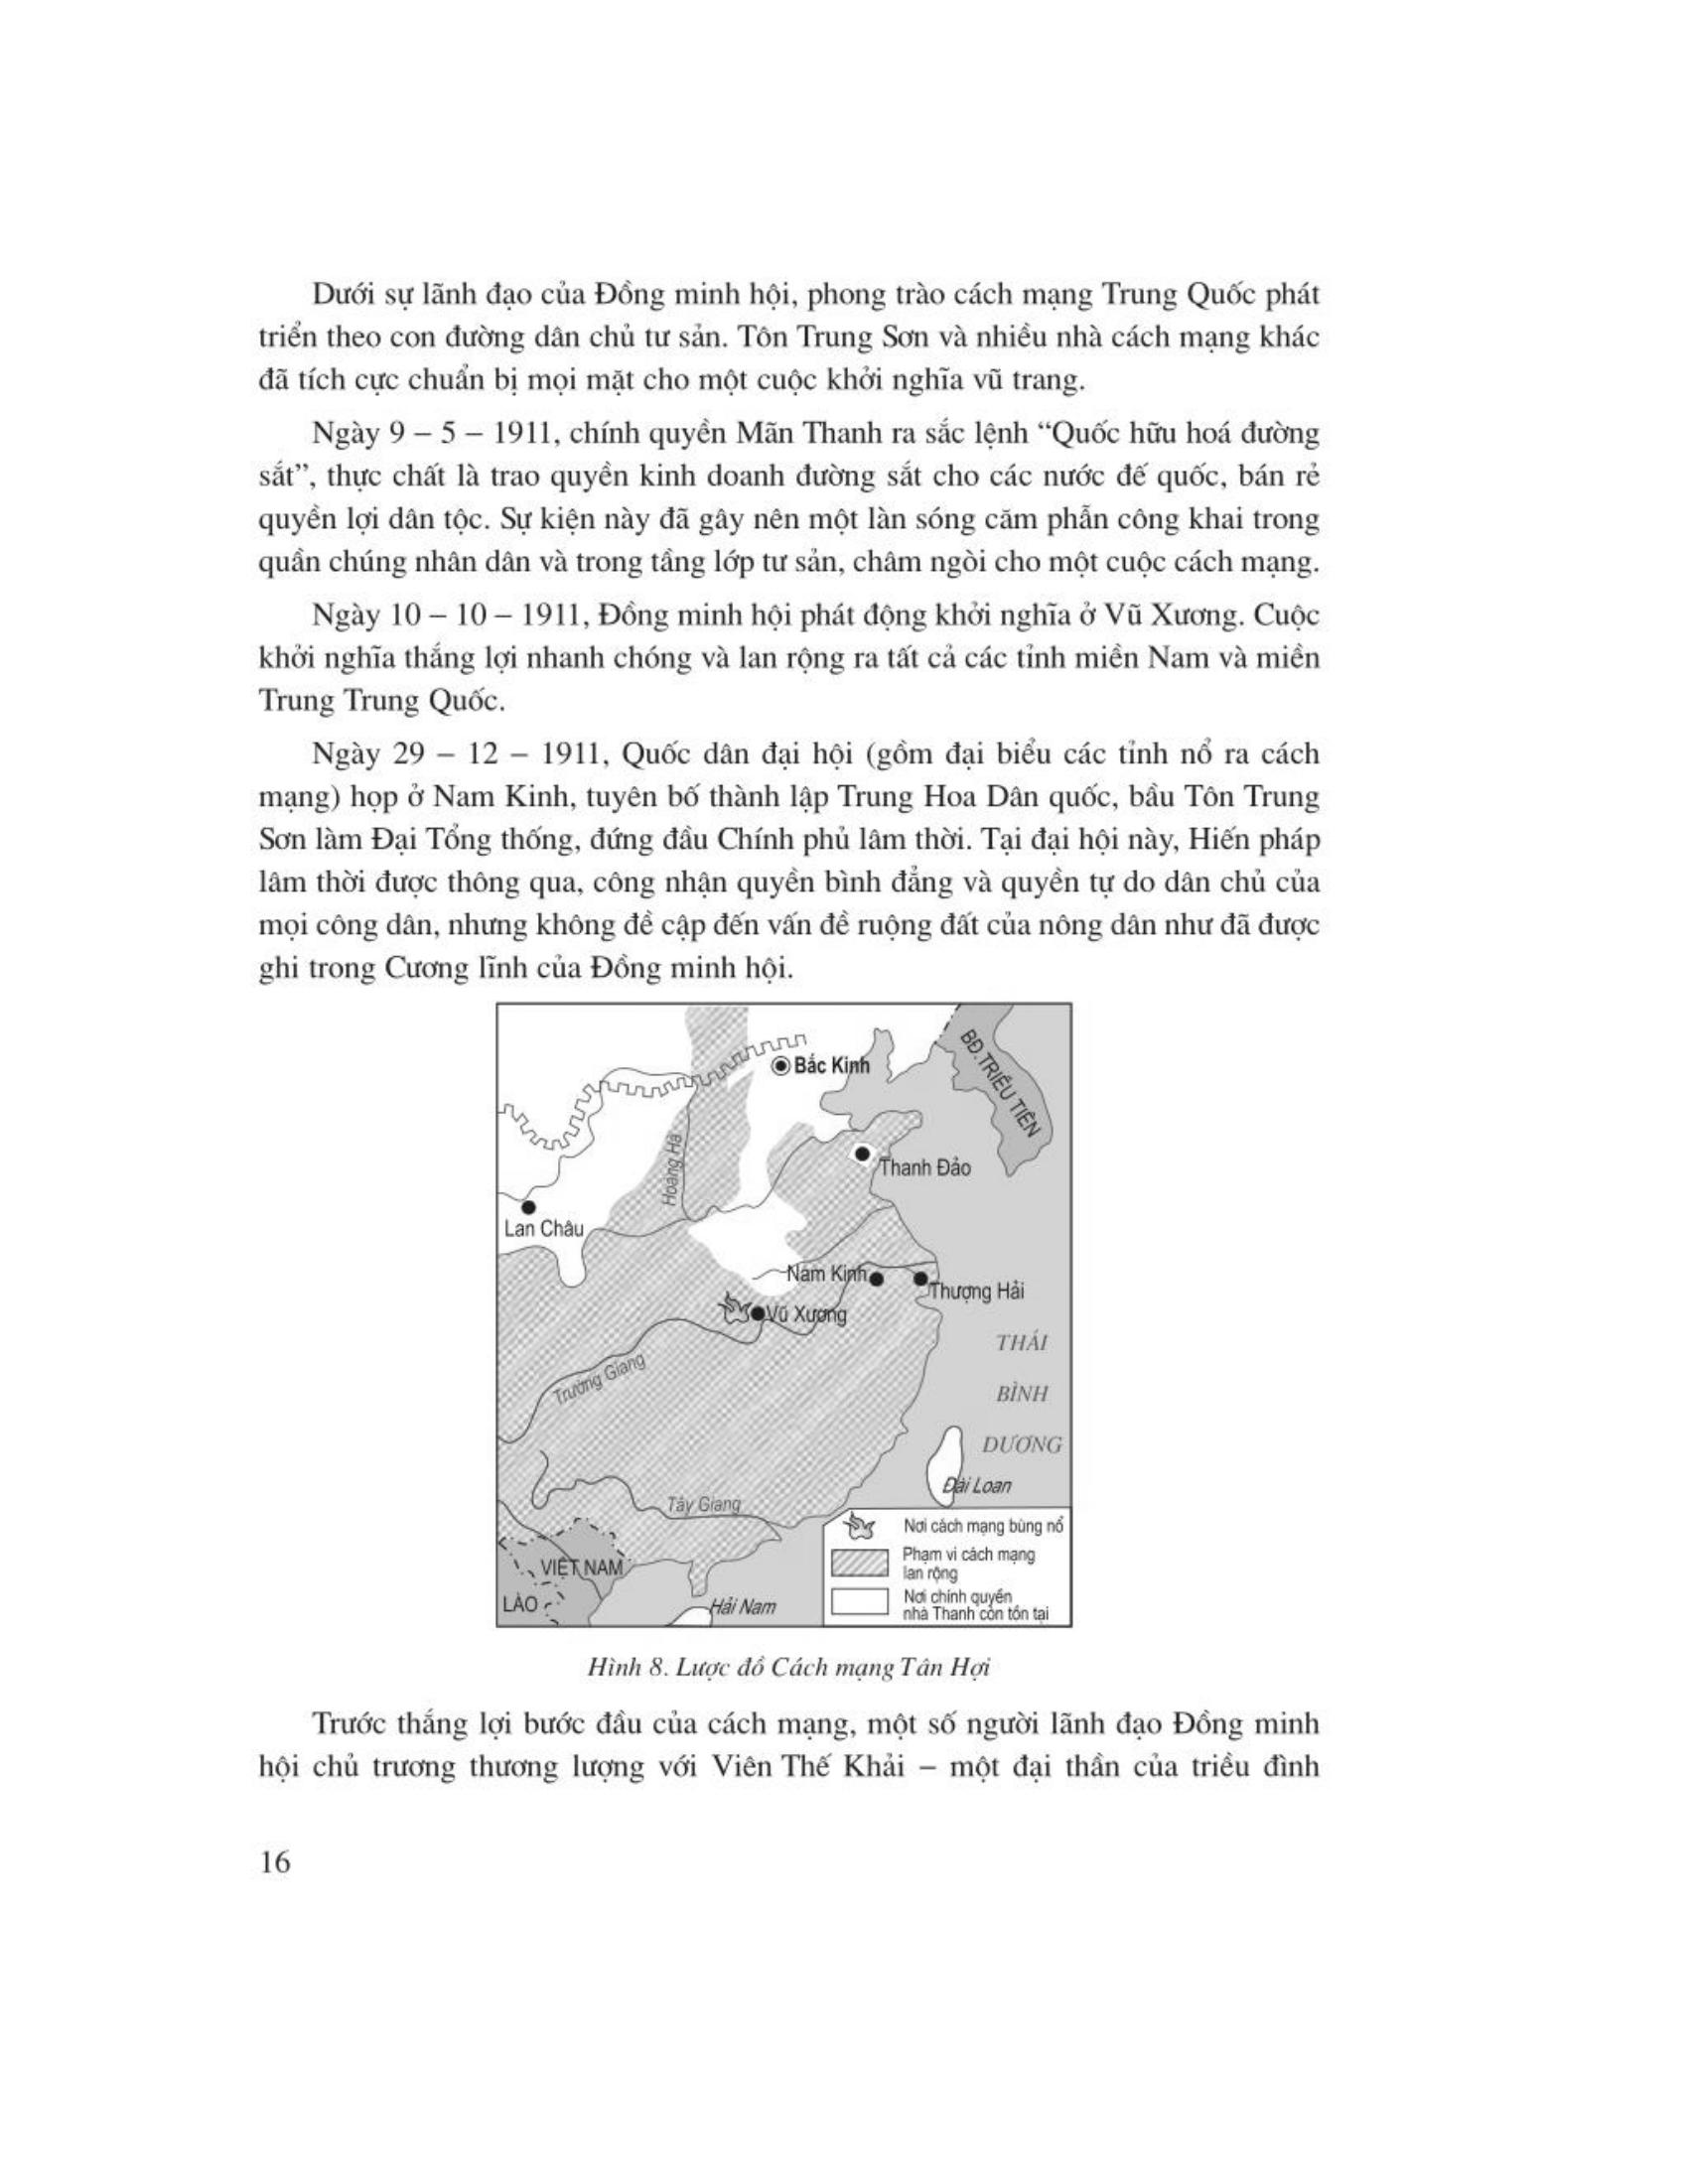 Dưới sự lãnh đạo của Đồng minh hội, phong trào cách mạng Trung Quốc phát
triển theo con đường dân chủ tư sản. Tôn Trung Sơn và nhiều nhà cách mạng khác
đã tích cực chuẩn bị mọi mặt cho một cuộc khởi nghĩa vũ trang.
Ngày 9 – 5 – 1911, chính quyền Mãn Thanh ra sắc lệnh “Quốc hữu hoá đường
sắt”, thực chất là trao quyền kinh doanh đường sắt cho các nước đế quốc, bán rẻ
quyền lợi dân tộc. Sự kiện này đã gây nên một làn sóng căm phẫn công khai trong
quần chúng nhân dân và trong tầng lớp tư sản, châm ngòi cho một cuộc cách mạng.
Ngày 10 – 10 – 1911, Đồng minh hội phát động khởi nghĩa ở Vũ Xương. Cuộc
khởi nghĩa thắng lợi nhanh chóng và lan rộng ra tất cả các tỉnh miền Nam và miền
Trung Trung Quốc.
Ngày 29 – 12 – 1911, Quốc dân đại hội (gồm đại biểu các tỉnh nổ ra cách
mạng) họp ở Nam Kinh, tuyên bố thành lập Trung Hoa Dân quốc, bầu Tôn Trung
Sơn làm Đại Tổng thống, đứng đầu Chính phủ lâm thời. Tại đại hội này, Hiến pháp
lâm thời được thông qua, công nhận quyền bình đẳng và quyền tự do dân chủ của
mọi công dân, nhưng không đề cập đến vấn đề ruộng đất của nông dân như đã được
ghi trong Cương lĩnh của Đồng minh hội.
Bắc Kinh
BĐ.TRIỀU TIÊN
Hoàng Hà
Thanh Đảo
Lan Châu
Nam Kinh
Thượng Hải
Vũ Xương
THÁI
BÌNH
DƯƠNG
Trường Giang
Đài Loan
Tây Giang
VIỆT NAM
LÀO
Hải Nam
Nơi cách mạng bùng nổ
Phạm vi cách mạng
lan rộng
Nơi chính quyền
nhà Thanh còn tồn tại
Hình 8. Lược đồ Cách mạng Tân Hợi
Trước thắng lợi bước đầu của cách mạng, một số người lãnh đạo Đồng minh
hội chủ trương thương lượng với Viên Thế Khải – một đại thần của triều đình
16